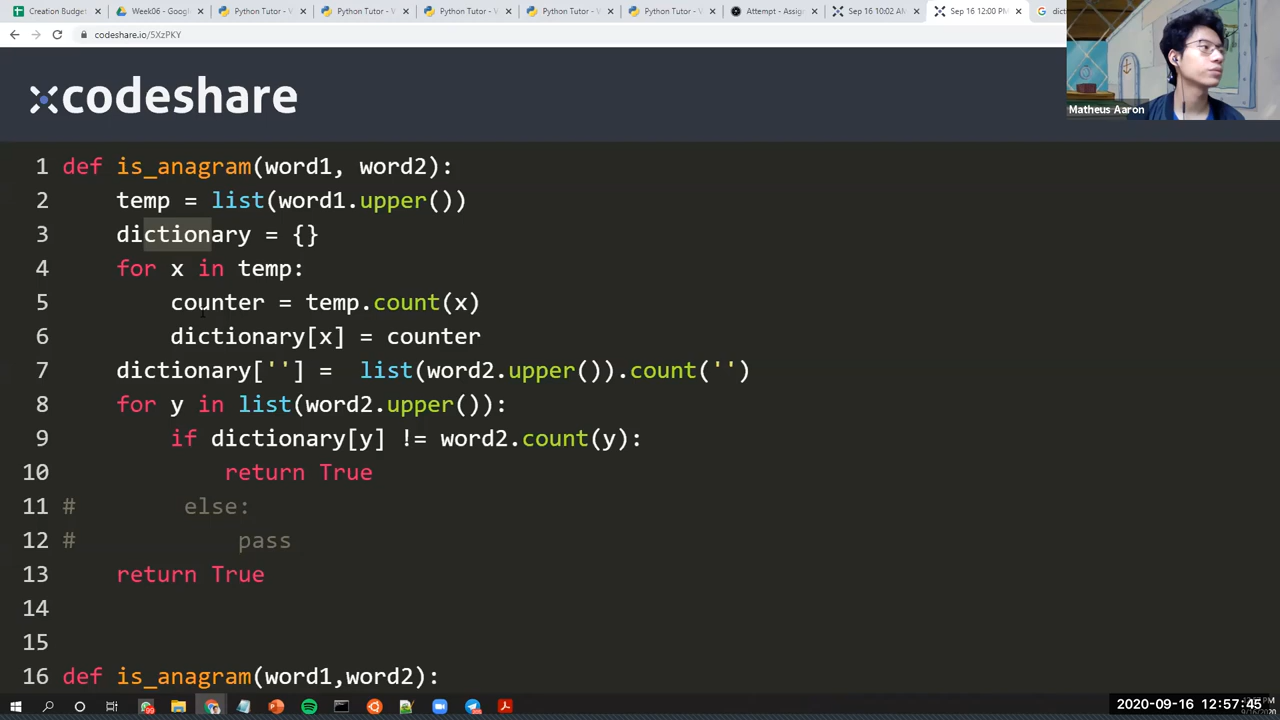 Creation Budget
Week06 - Google
Python Tutor - V
Python Tutor - V
Python Tutor - V
Python Tutor - V
Python Tutor - V
Attempt - Assign
Sep 16 10:02 AM
Sep 16 12:00 PM
dict
codeshare.io/5XzPKY
Matheus Aaron
codeshare
1 def is_anagram(word1, word2):
2 temp = list(word1.upper())
3 dictionary = {}
4 for x in temp:
5 counter = temp.count(x)
6 dictionary[x] = counter
7 dictionary[''] =  list(word2.upper()).count('')
8 for y in list(word2.upper()):
9 if dictionary[y] != word2.count(y):
10 return True
11 # else:
12 # pass
13 return True
14
15
16 def is_anagram(word1,word2):
2020-09-16 12:57:45